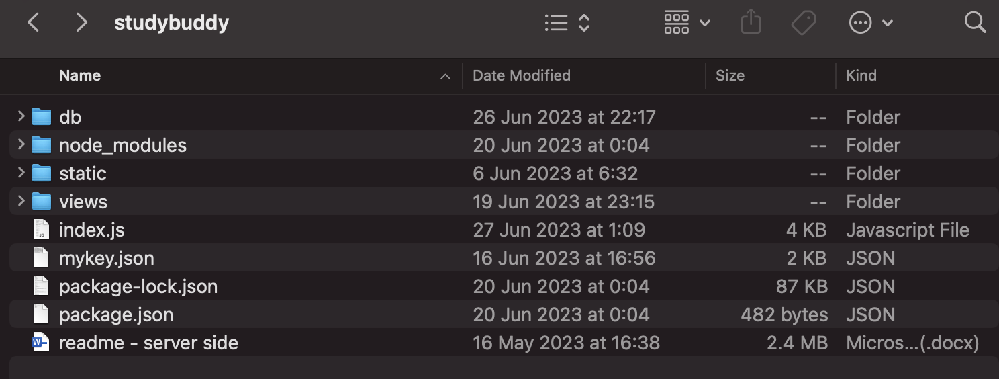 studybuddy
Name Date Modified Size Kind
db 26 Jun 2023 at 22:17 -- Folder
node_modules 20 Jun 2023 at 0:04 -- Folder
static 6 Jun 2023 at 6:32 -- Folder
views 19 Jun 2023 at 23:15 -- Folder
index.js 27 Jun 2023 at 1:09 4 KB Javascript File
mykey.json 16 Jun 2023 at 16:56 2 KB JSON
package-lock.json 20 Jun 2023 at 0:04 87 KB JSON
package.json 20 Jun 2023 at 0:04 482 bytes JSON
readme - server side 16 May 2023 at 16:38 2.4 MB Micros...(.docx)